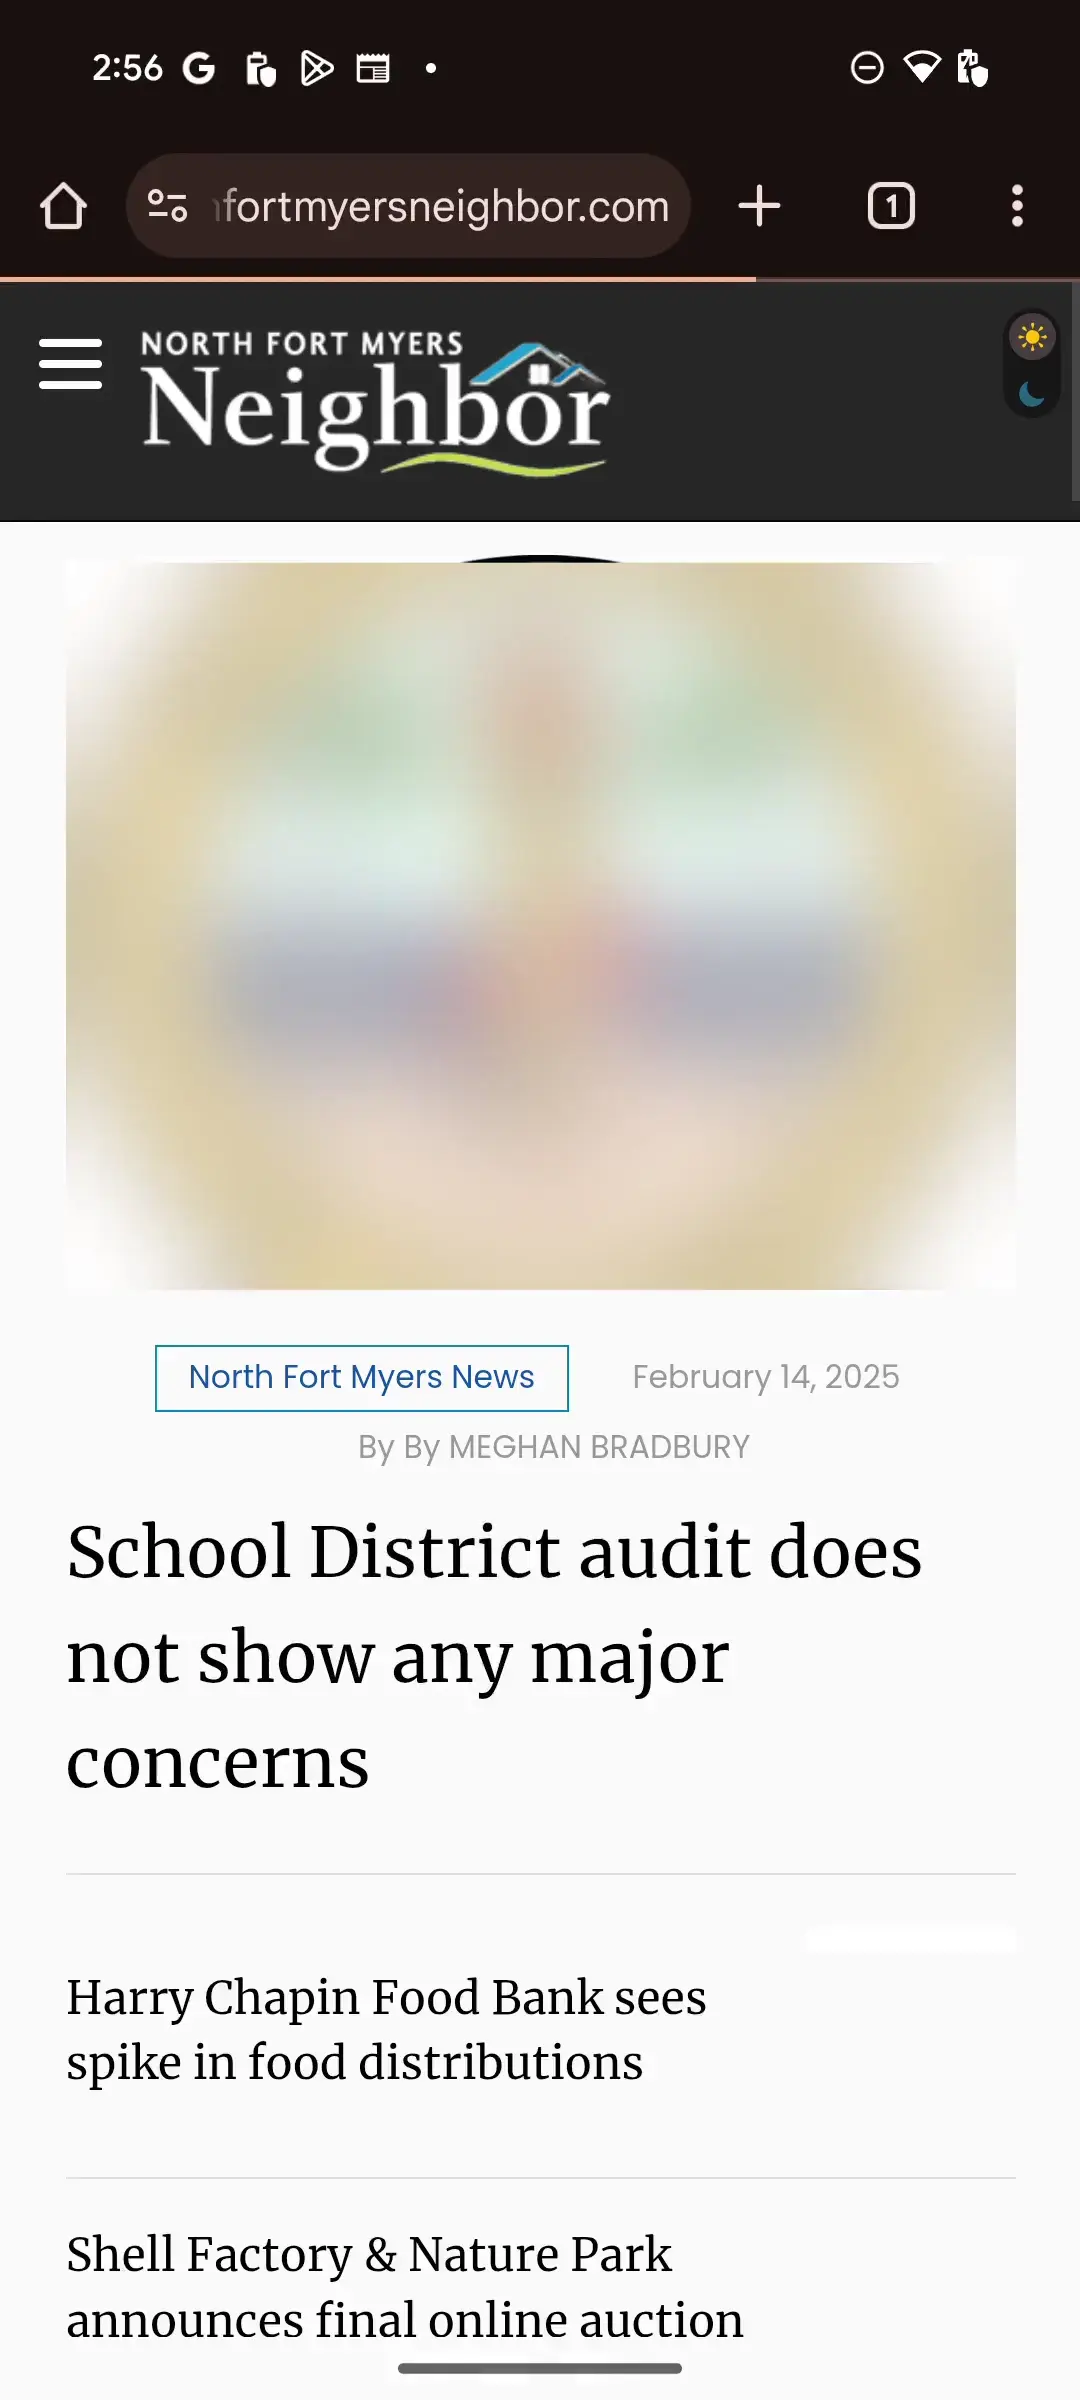 2:56
nfortmyersneighbor.com
1
NORTH FORT MYERS
Neighbor
North Fort Myers News
February 14, 2025
By By MEGHAN BRADBURY
School District audit does
not show any major
concerns
Harry Chapin Food Bank sees
spike in food distributions
Shell Factory & Nature Park
announces final online auction